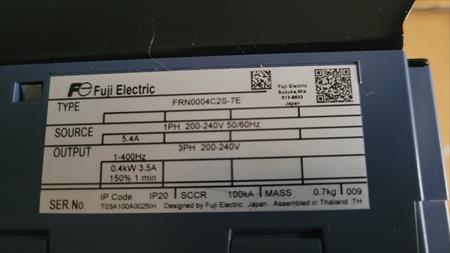 Fe Fuji Electric
Fuji Electric
Suzuka, Mie
513-8633
Japan
TYPE FRN0004C2S-7E
SOURCE 1PH 200-240V 50/60Hz
5.4A
OUTPUT 3PH 200-240V
1-400Hz
0.4kW 3.5A
150% 1 min
IP Code IP20 SCCR 100kA MASS 0.7kg 009
SER No. T03A100A0025IH Designed by Fuji Electric. Japan Assembled in Thailand TH